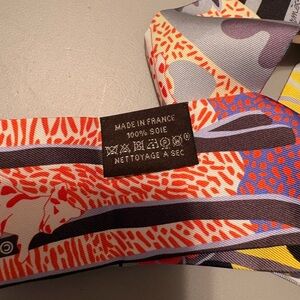 MADE IN FRANCE
100% SOIE
NETTOYAGE A SEC
©